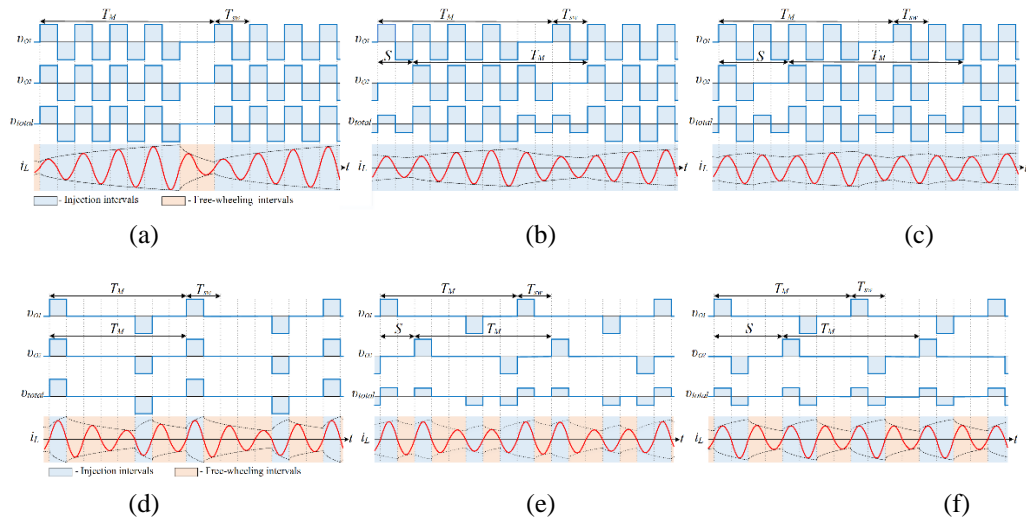 T_M T_sw
v_O1
v_O2
v_total
i_L t
- Injection intervals - Free-wheeling intervals
(a)
T_M T_sw
v_O1
S T_M
v_O2
v_total
i_L t
(b)
T_M T_sw
v_O1
S T_M
v_O2
v_total
i_L t
(c)
T_M T_sw
v_O1
T_M
v_O2
v_total
i_L t
- Injection intervals - Free-wheeling intervals
(d)
T_M T_sw
v_O1
S T_M
v_O2
v_total
i_L t
(e)
T_M T_sw
v_O1
S T_M
v_O2
v_total
i_L t
(f)